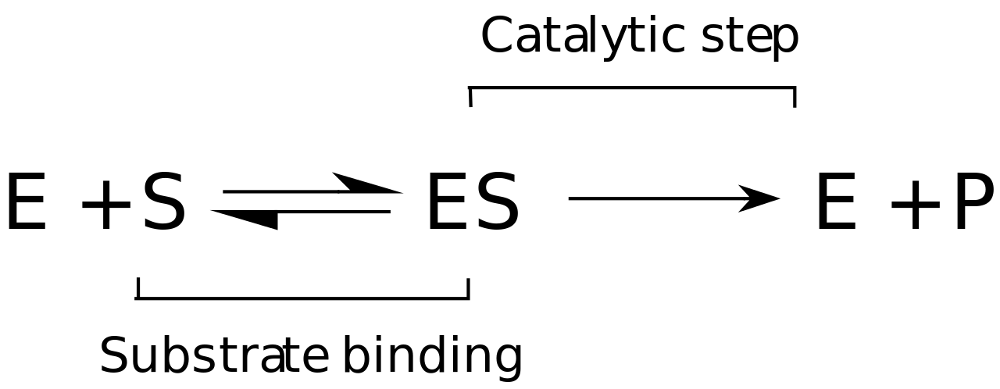 Catalytic step
E + S ⇌ ES → E + P
Substrate binding